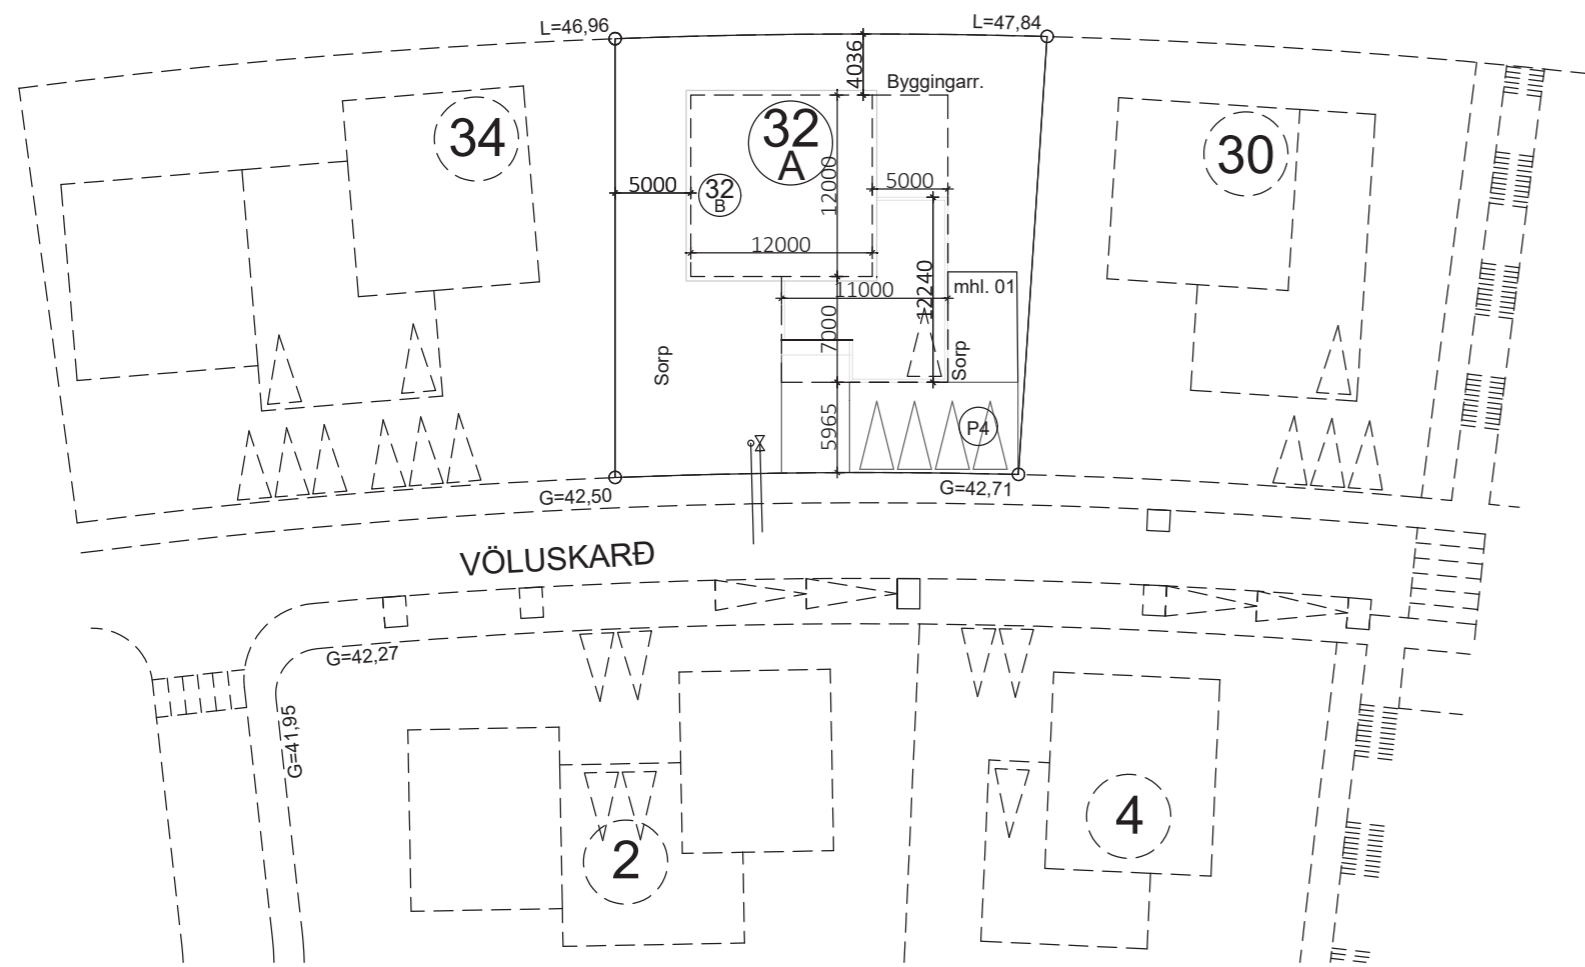 L=46,96
L=47,84
4036
Byggingarr.
34
32
A
30
12000
5000
32
B
5000
12000
12240
mhl. 01
11000
7000
Sorp
Sorp
5965
P4
G=42,50
G=42,71
VÖLUSKARÐ
G=42,27
G=41,95
2
4